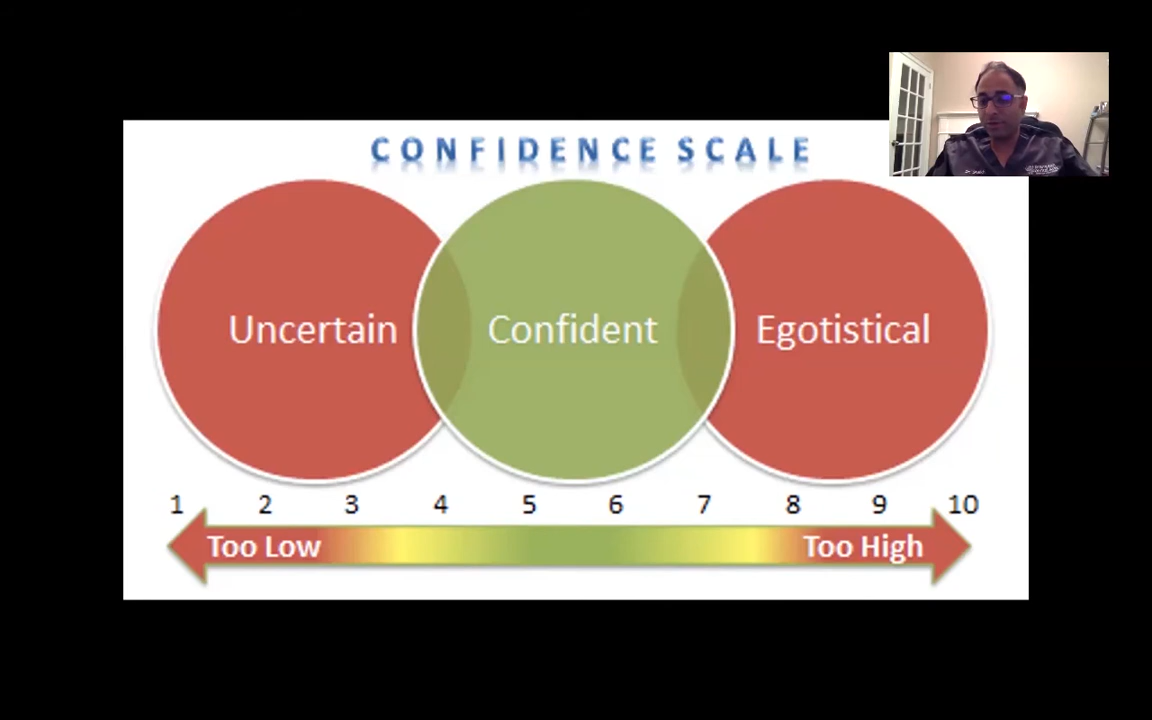 CONFIDENCE SCALE
Uncertain Confident Egotistical
1 2 3 4 5 6 7 8 9 10
Too Low Too High